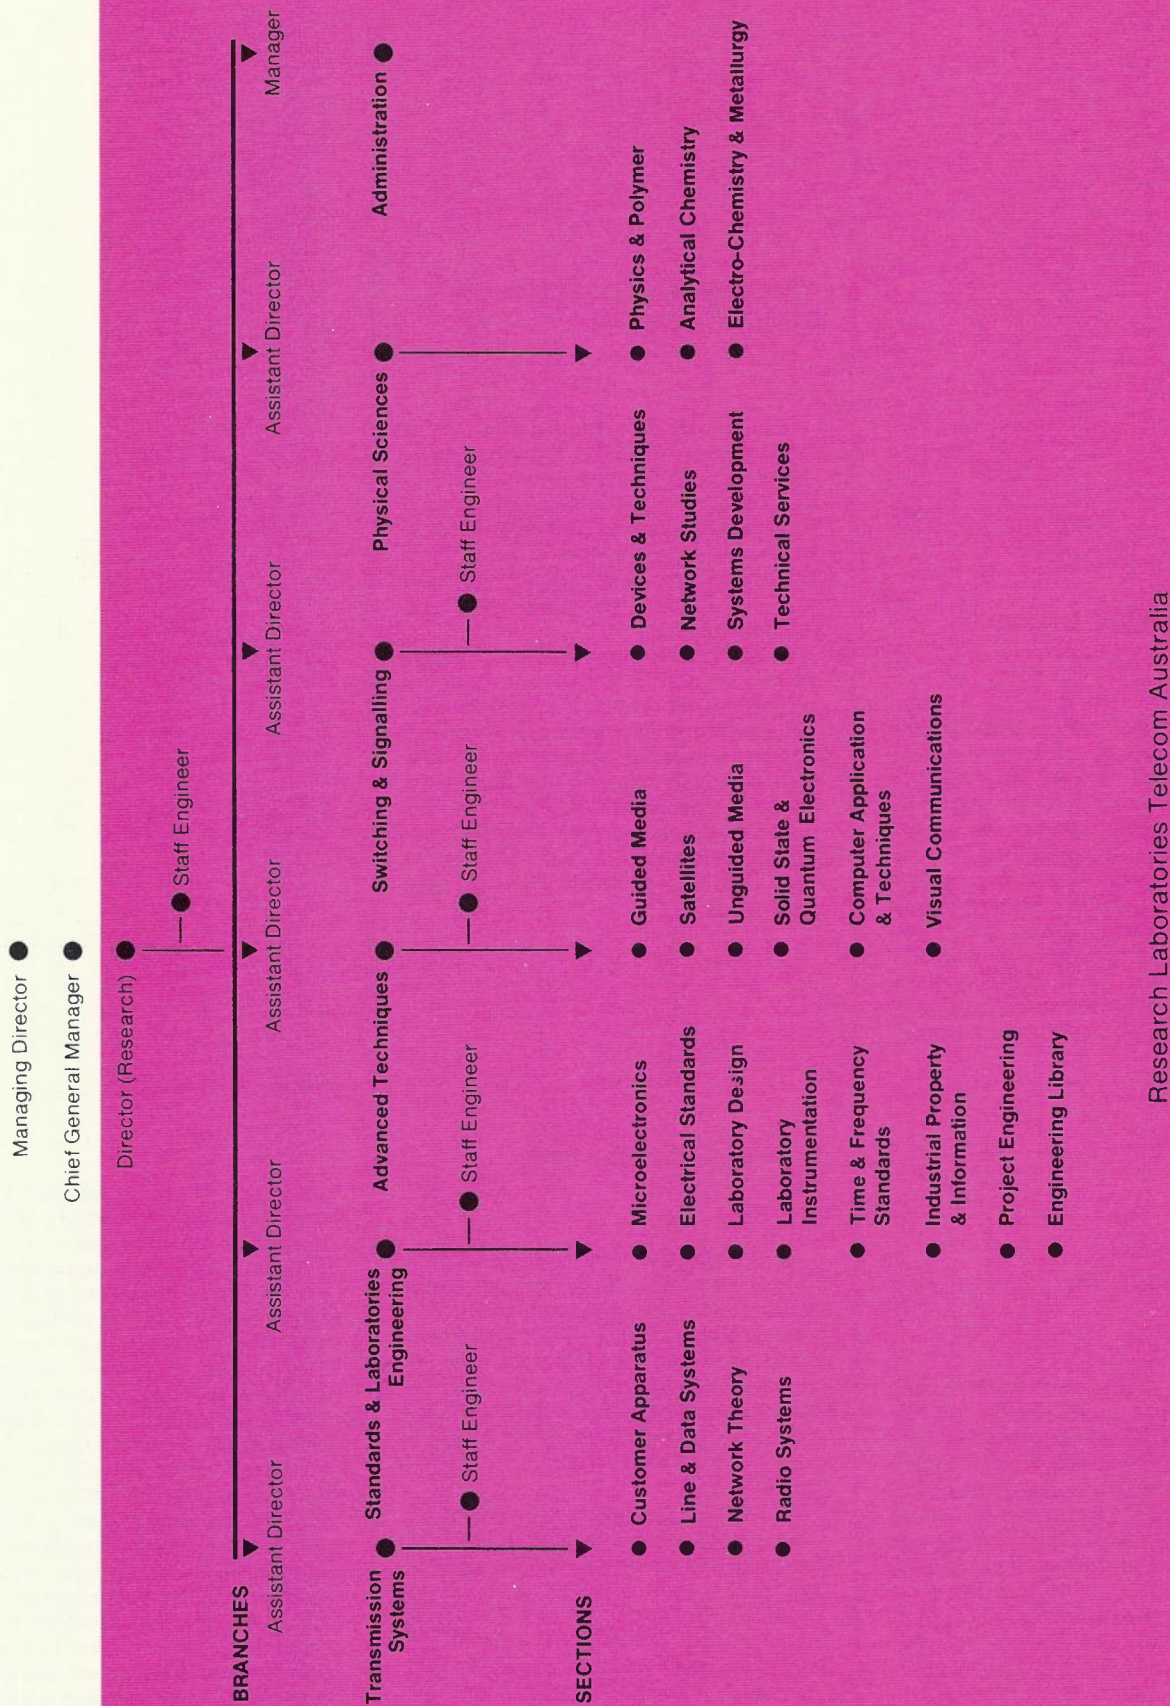 Managing Director
Chief General Manager
Director (Research)
Staff Engineer
BRANCHES
Assistant Director
Assistant Director
Assistant Director
Assistant Director
Assistant Director
Manager
Transmission
Systems
Standards & Laboratories
Engineering
Advanced Techniques
Switching & Signalling
Physical Sciences
Administration
Staff Engineer
Staff Engineer
Staff Engineer
Staff Engineer
SECTIONS
Customer Apparatus
Line & Data Systems
Network Theory
Radio Systems
Microelectronics
Electrical Standards
Laboratory Design
Laboratory
Instrumentation
Time & Frequency
Standards
Industrial Property
& Information
Project Engineering
Engineering Library
Guided Media
Satellites
Unguided Media
Solid State &
Quantum Electronics
Computer Application
& Techniques
Visual Communications
Devices & Techniques
Network Studies
Systems Development
Technical Services
Physics & Polymer
Analytical Chemistry
Electro-Chemistry & Metallurgy
Research Laboratories Telecom Australia